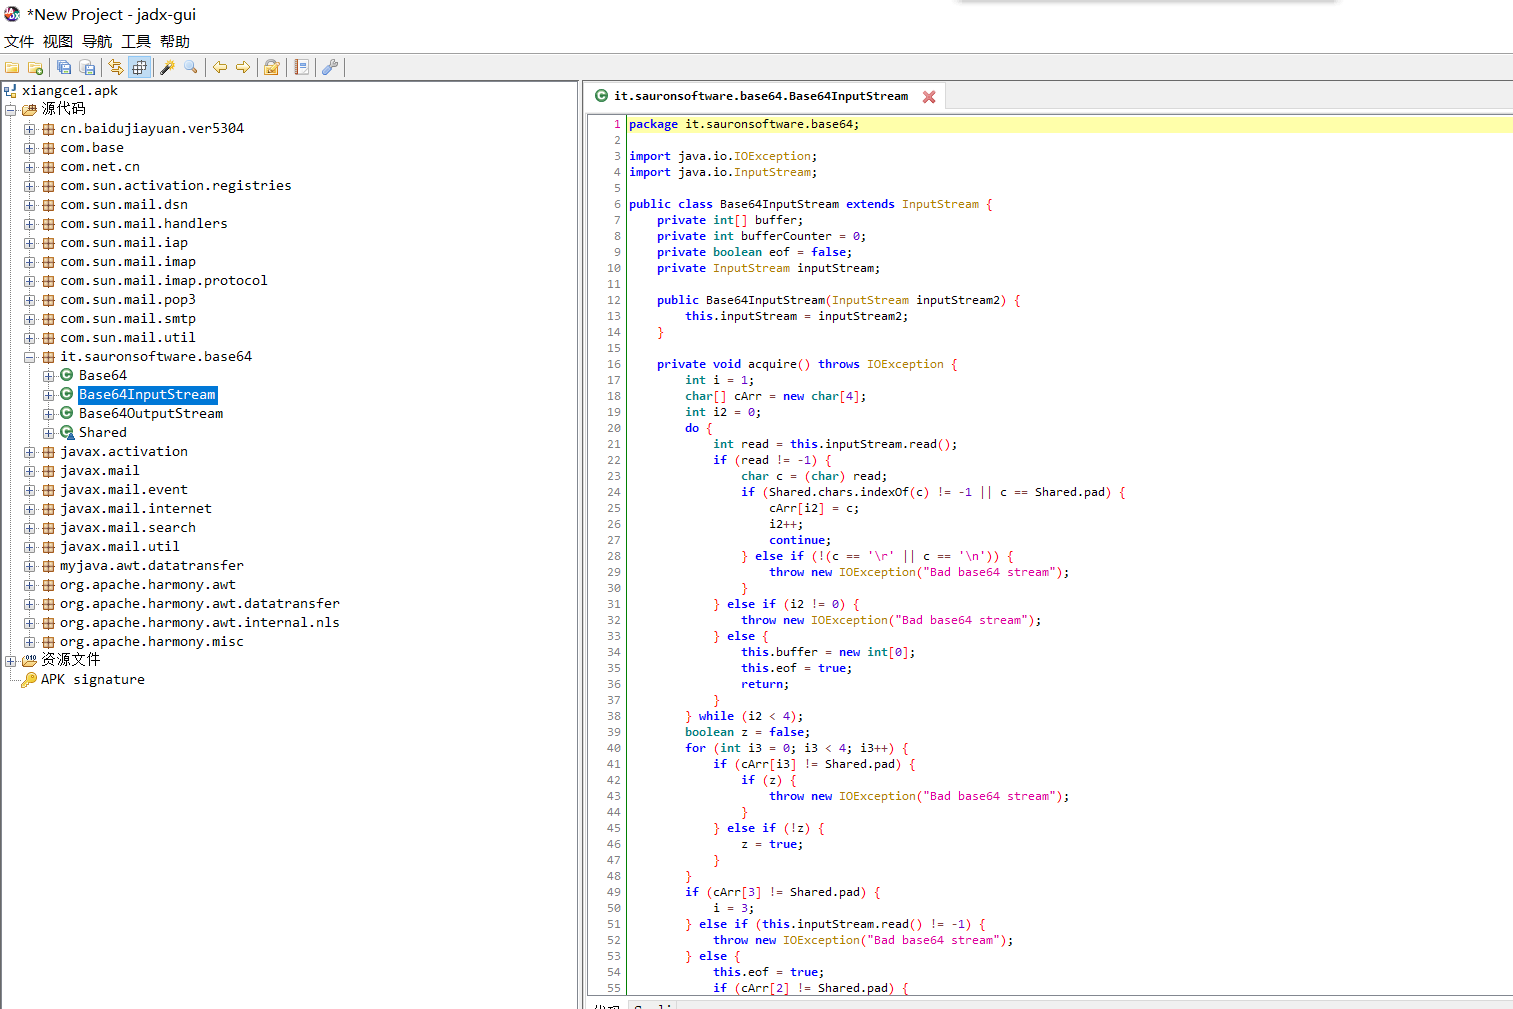 *New Project - jadx-gui
文件 视图 导航 工具 帮助
xiangce1.apk
源代码
cn.baidujiayuan.ver5304
com.base
com.net.cn
com.sun.activation.registries
com.sun.mail.dsn
com.sun.mail.handlers
com.sun.mail.iap
com.sun.mail.imap
com.sun.mail.imap.protocol
com.sun.mail.pop3
com.sun.mail.smtp
com.sun.mail.util
it.sauronsoftware.base64
Base64
Base64InputStream
Base64OutputStream
Shared
javax.activation
javax.mail
javax.mail.event
javax.mail.internet
javax.mail.search
javax.mail.util
myjava.awt.datatransfer
org.apache.harmony.awt
org.apache.harmony.awt.datatransfer
org.apache.harmony.awt.internal.nls
org.apache.harmony.misc
资源文件
APK signature
it.sauronsoftware.base64.Base64InputStream
1 package it.sauronsoftware.base64;
2
3 import java.io.IOException;
4 import java.io.InputStream;
5
6 public class Base64InputStream extends InputStream {
7 private int[] buffer;
8 private int bufferCounter = 0;
9 private boolean eof = false;
10 private InputStream inputStream;
11
12 public Base64InputStream(InputStream inputStream2) {
13 this.inputStream = inputStream2;
14 }
15
16 private void acquire() throws IOException {
17 int i = 1;
18 char[] cArr = new char[4];
19 int i2 = 0;
20 do {
21 int read = this.inputStream.read();
22 if (read != -1) {
23 char c = (char) read;
24 if (Shared.chars.indexOf(c) != -1 || c == Shared.pad) {
25 cArr[i2] = c;
26 i2++;
27 continue;
28 } else if (!(c == '\r' || c == '\n')) {
29 throw new IOException("Bad base64 stream");
30 }
31 } else if (i2 != 0) {
32 throw new IOException("Bad base64 stream");
33 } else {
34 this.buffer = new int[0];
35 this.eof = true;
36 return;
37 }
38 } while (i2 < 4);
39 boolean z = false;
40 for (int i3 = 0; i3 < 4; i3++) {
41 if (cArr[i3] != Shared.pad) {
42 if (z) {
43 throw new IOException("Bad base64 stream");
44 }
45 } else if (!z) {
46 z = true;
47 }
48 }
49 if (cArr[3] != Shared.pad) {
50 i = 3;
51 } else if (this.inputStream.read() != -1) {
52 throw new IOException("Bad base64 stream");
53 } else {
54 this.eof = true;
55 if (cArr[2] != Shared.pad) {